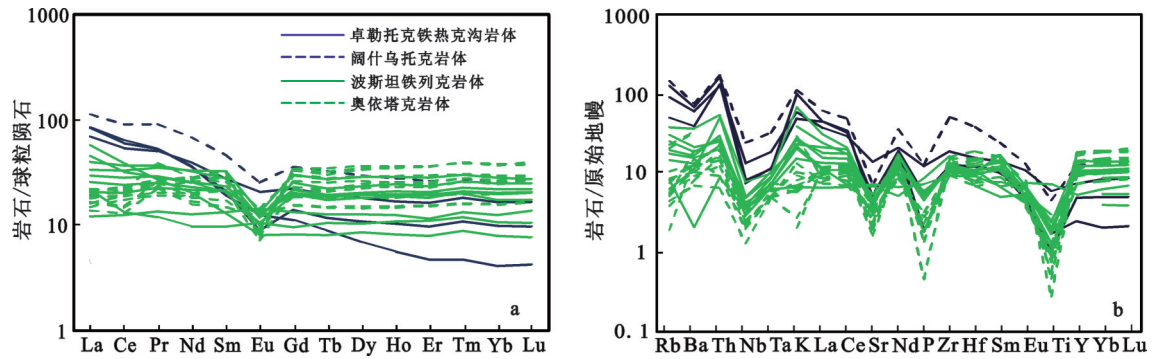 1000
100
10
1
岩石/球粒陨石
卓勒托克铁热克沟岩体
阔什乌托克岩体
波斯坦铁列克岩体
奥依塔克岩体
a
La Ce Pr Nd Sm Eu Gd Tb Dy Ho Er Tm Yb Lu
1000
100
10
1
0.1
岩石/原始地幔
b
Rb Ba Th Nb Ta K La Ce Sr Nd P Zr Hf Sm Eu Ti Y Yb Lu